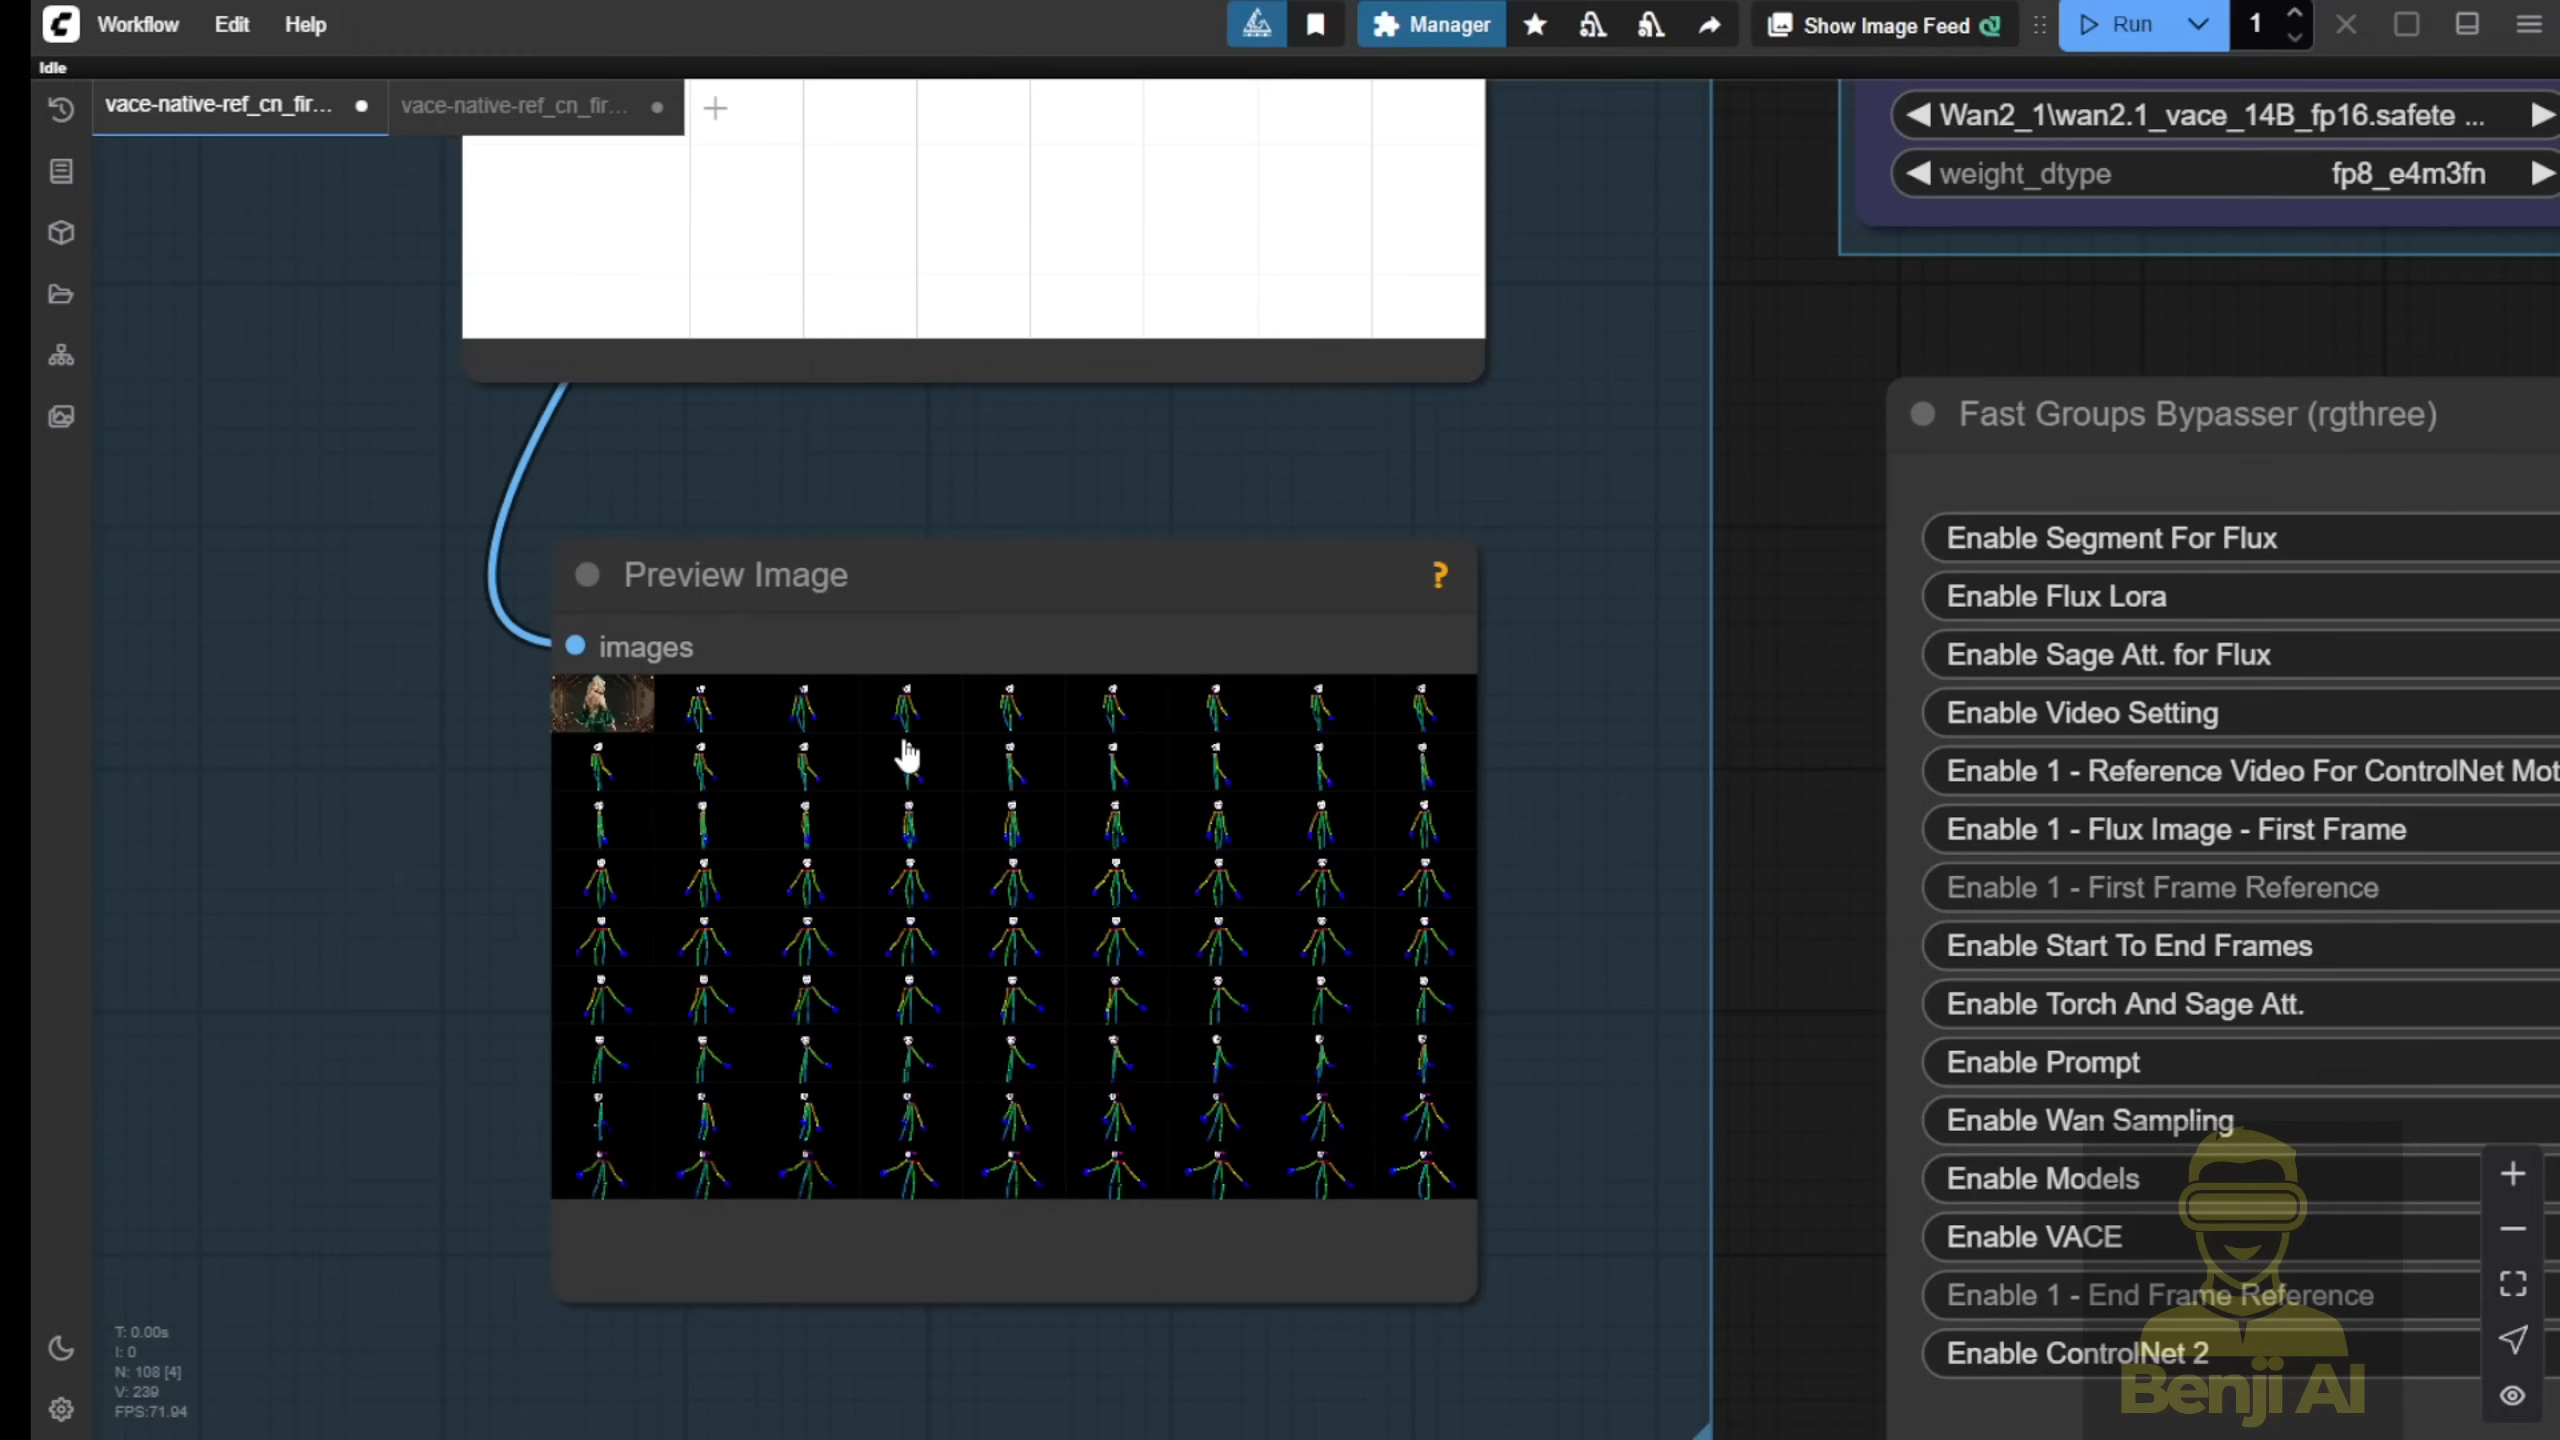 Workflow Edit Help
Manager
Show Image Feed
Run
1
Idle
vace-native-ref_cn_fir...
vace-native-ref_cn_fir...
Wan2_1\wan2.1_vace_14B_fp16.safete ...
weight_dtype fp8_e4m3fn
Fast Groups Bypasser (rgthree)
Preview Image
?
images
Enable Segment For Flux
Enable Flux Lora
Enable Sage Att. for Flux
Enable Video Setting
Enable 1 - Reference Video For ControlNet Mot
Enable 1 - Flux Image - First Frame
Enable 1 - First Frame Reference
Enable Start To End Frames
Enable Torch And Sage Att.
Enable Prompt
Enable Wan Sampling
Enable Models
Enable VACE
Enable 1 - End Frame Reference
Enable ControlNet 2
T: 0.00s
I: 0
N: 108 [4]
V: 239
FPS:71.94
Benji AI